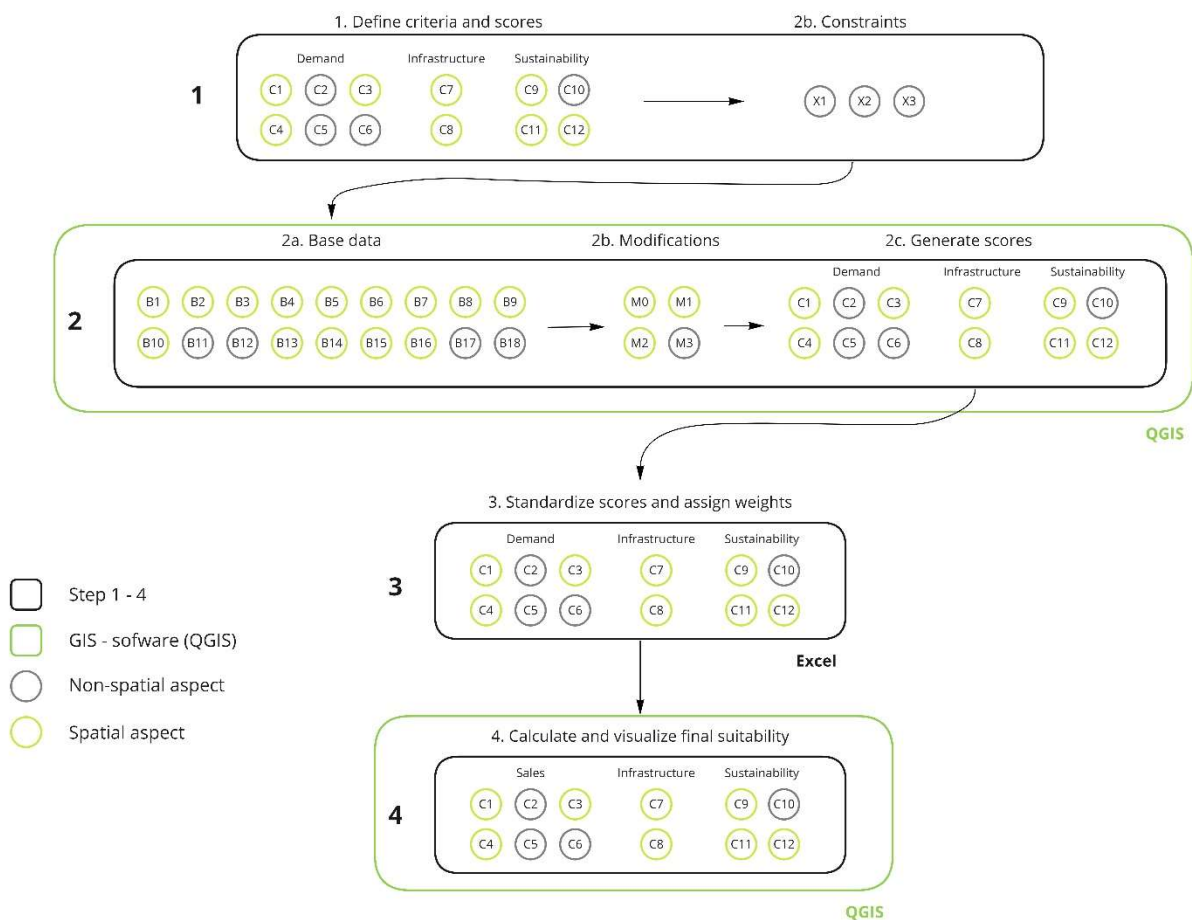 1. Define criteria and scores 2b. Constraints
Demand Infrastructure Sustainability
1
C1 C2 C3 C7 C9 C10
X1 X2 X3
C4 C5 C6 C8 C11 C12
2a. Base data 2b. Modifications 2c. Generate scores
Demand Infrastructure Sustainability
2
B1 B2 B3 B4 B5 B6 B7 B8 B9 M0 M1 C1 C2 C3 C7 C9 C10
B10 B11 B12 B13 B14 B15 B16 B17 B18 M2 M3 C4 C5 C6 C8 C11 C12
QGIS
3. Standardize scores and assign weights
Demand Infrastructure Sustainability
3
C1 C2 C3 C7 C9 C10
C4 C5 C6 C8 C11 C12
Excel
Step 1 - 4
GIS - sofware (QGIS)
Non-spatial aspect
Spatial aspect
4. Calculate and visualize final suitability
Sales Infrastructure Sustainability
4
C1 C2 C3 C7 C9 C10
C4 C5 C6 C8 C11 C12
QGIS